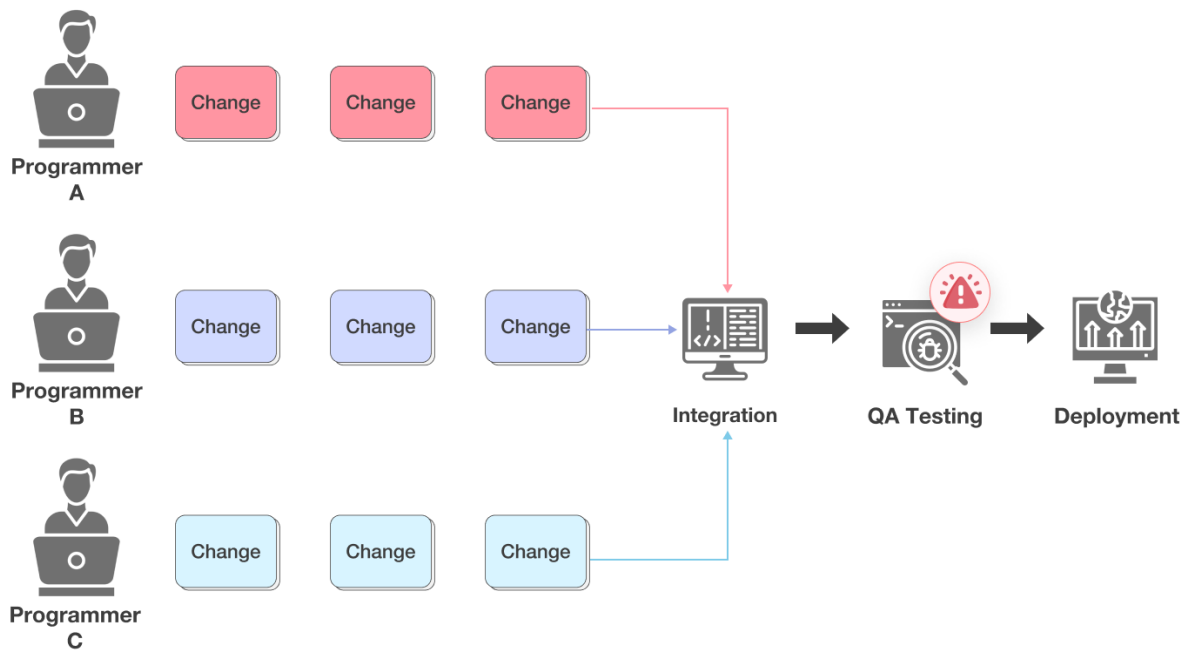 Change Change Change
Programmer
A
Change Change Change
Programmer
B
Integration
QA Testing
Deployment
Change Change Change
Programmer
C